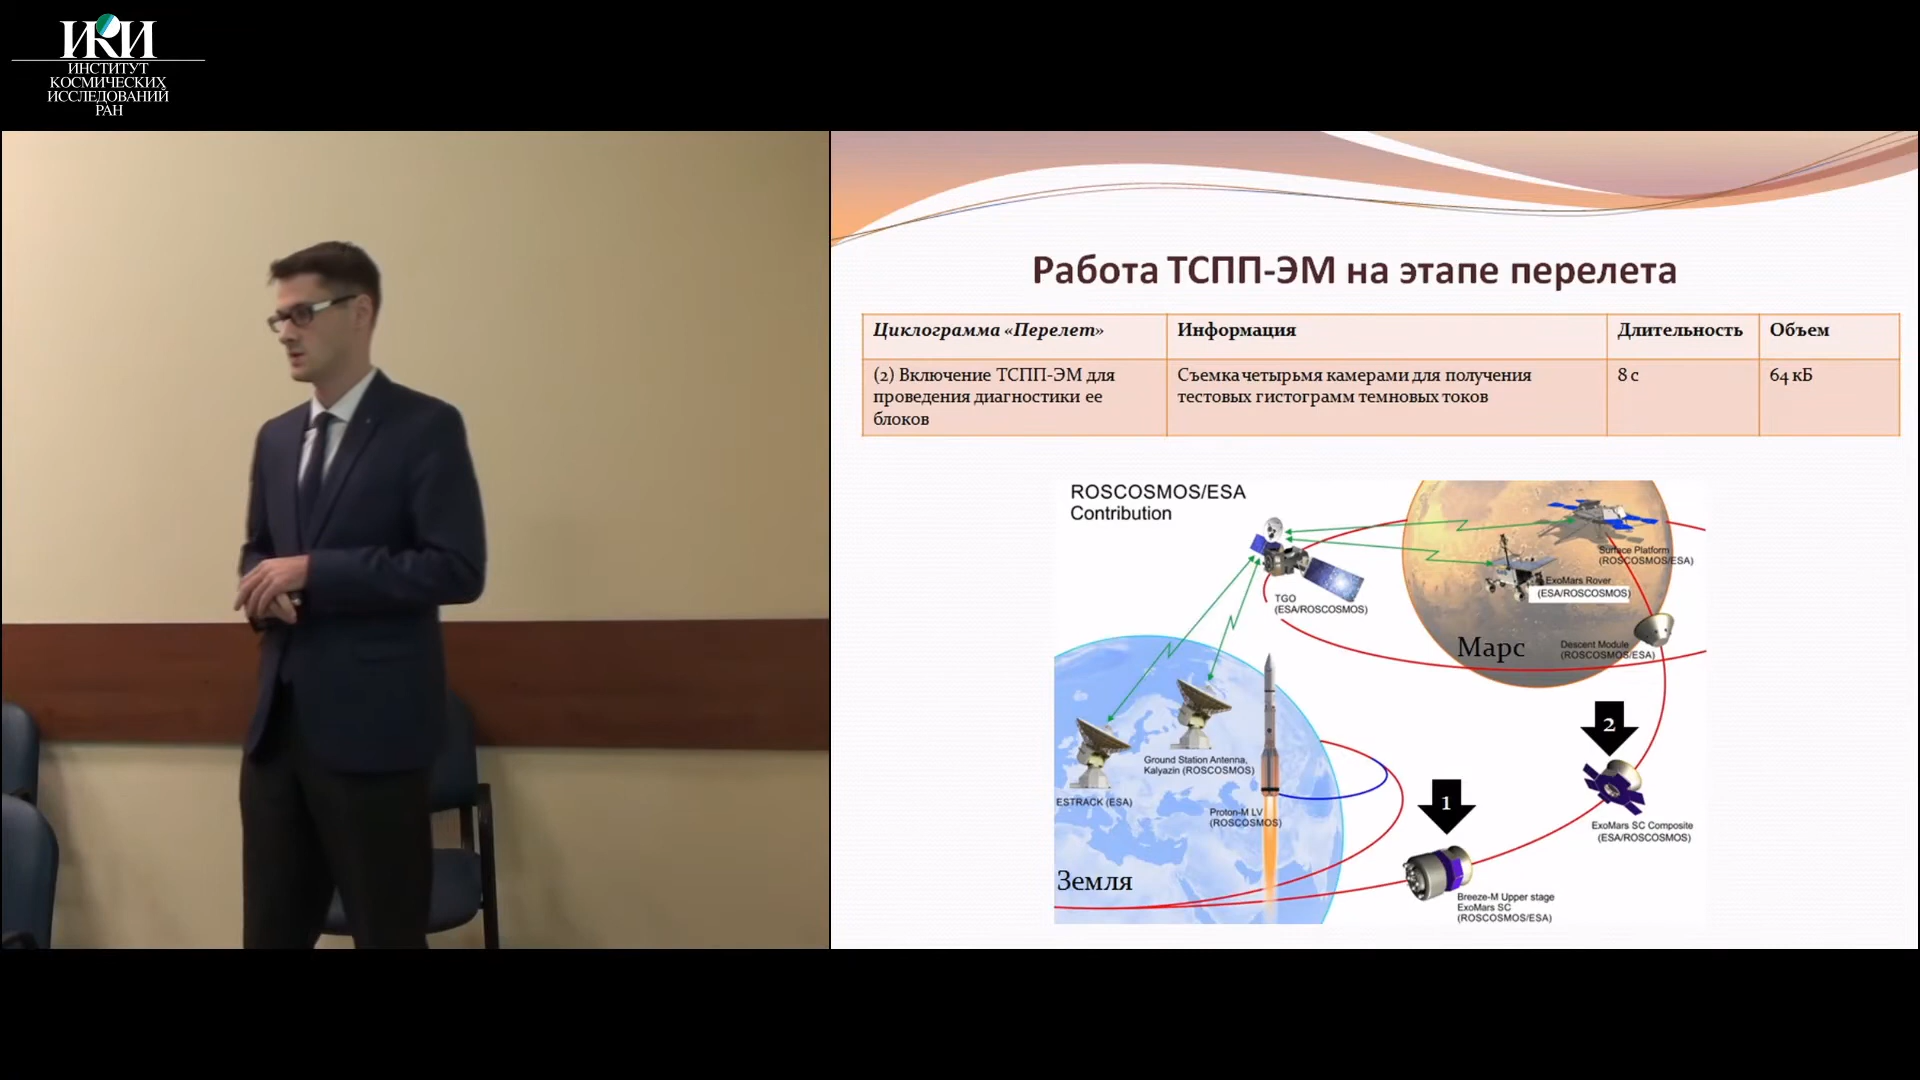 ИКИ
ИНСТИТУТ
КОСМИЧЕСКИХ
ИССЛЕДОВАНИЙ
РАН
Работа ТСПП-ЭМ на этапе перелета
Циклограмма «Перелет»
Информация
Длительность
Объем
(2) Включение ТСПП-ЭМ для
проведения диагностики ее
блоков
Съемка четырьмя камерами для получения
тестовых гистограмм темновых токов
8 с
64 кБ
ROSCOSMOS/ESA
Contribution
Surface Platform
(ROSCOSMOS/ESA)
ExoMars Rover
(ESA/ROSCOSMOS)
TGO
(ESA/ROSCOSMOS)
Марс
Descent Module
(ROSCOSMOS/ESA)
2
Ground Station Antenna,
Kalyazin (ROSCOSMOS)
ESTRACK (ESA)
Proton-M LV
(ROSCOSMOS)
1
ExoMars SC Composite
(ESA/ROSCOSMOS)
Земля
Breeze-M Upper stage
ExoMars SC
(ROSCOSMOS/ESA)